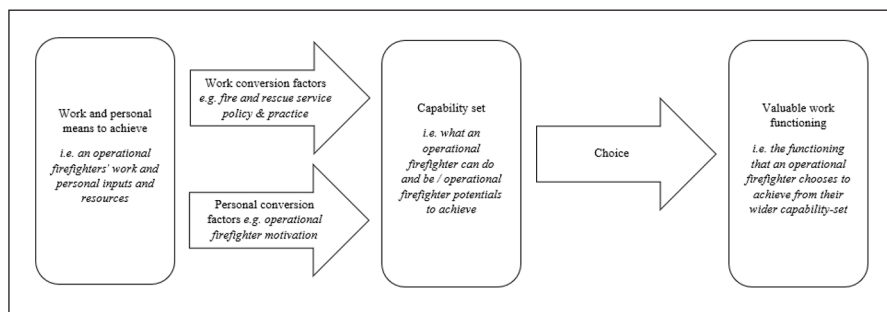 Work and personal
means to achieve
i.e. an operational
firefighters' work and
personal inputs and
resources
Work conversion factors
e.g. fire and rescue service
policy & practice
Personal conversion
factors e.g. operational
firefighter motivation
Capability set
i.e. what an
operational
firefighter can do
and be / operational
firefighter potentials
to achieve
Choice
Valuable work
functioning
i.e. the functioning
that an operational
firefighter chooses to
achieve from their
wider capability-set